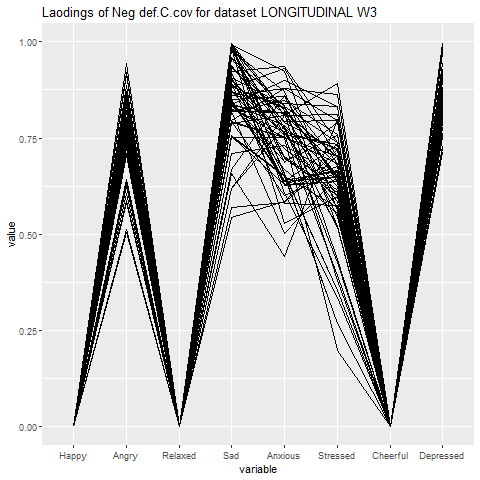 Laodings of Neg def.C.cov for dataset LONGITUDINAL W3
1.00
0.75
0.50
0.25
0.00
value
Happy Angry Relaxed Sad Anxious Stressed Cheerful Depressed
variable